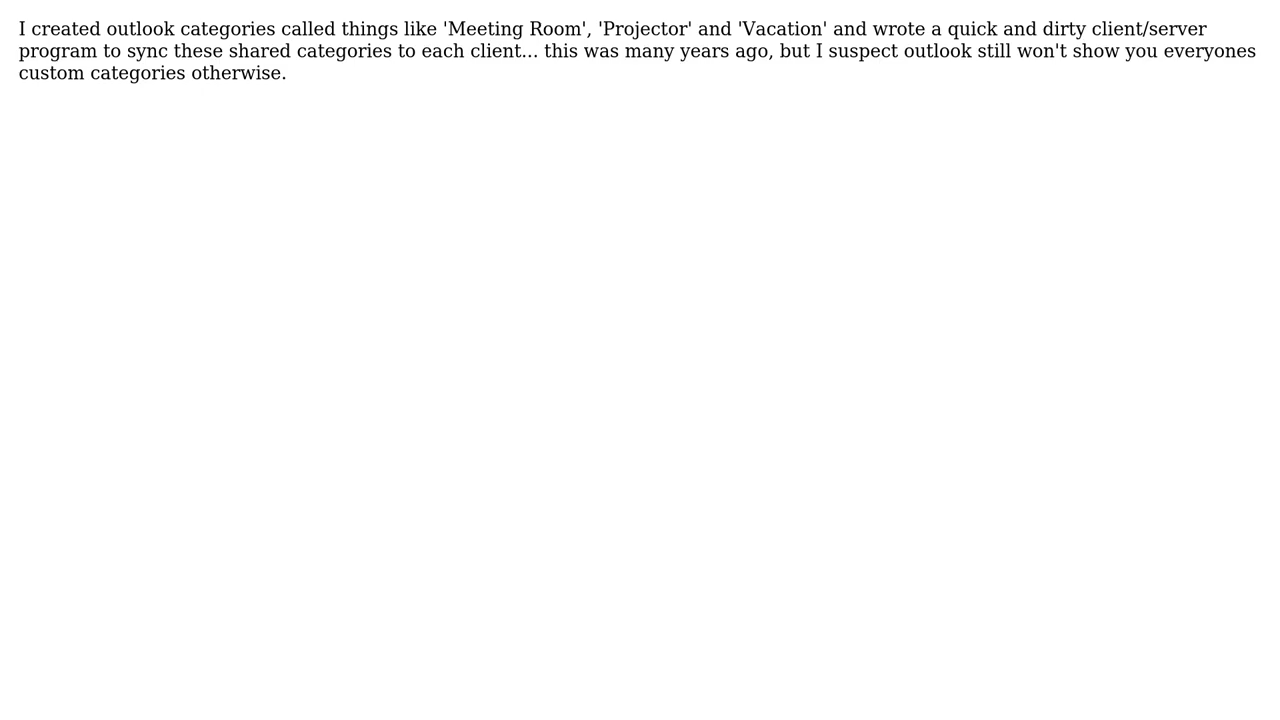 I created outlook categories called things like 'Meeting Room', 'Projector' and 'Vacation' and wrote a quick and dirty client/server
program to sync these shared categories to each client... this was many years ago, but I suspect outlook still won't show you everyones
custom categories otherwise.